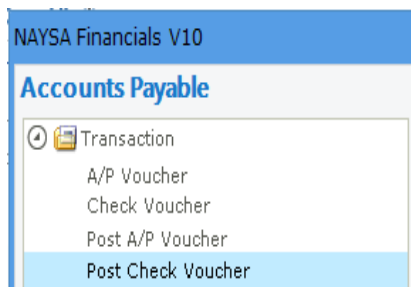 NAYSA Financials V10
Accounts Payable
Transaction
A/P Voucher
Check Voucher
Post A/P Voucher
Post Check Voucher